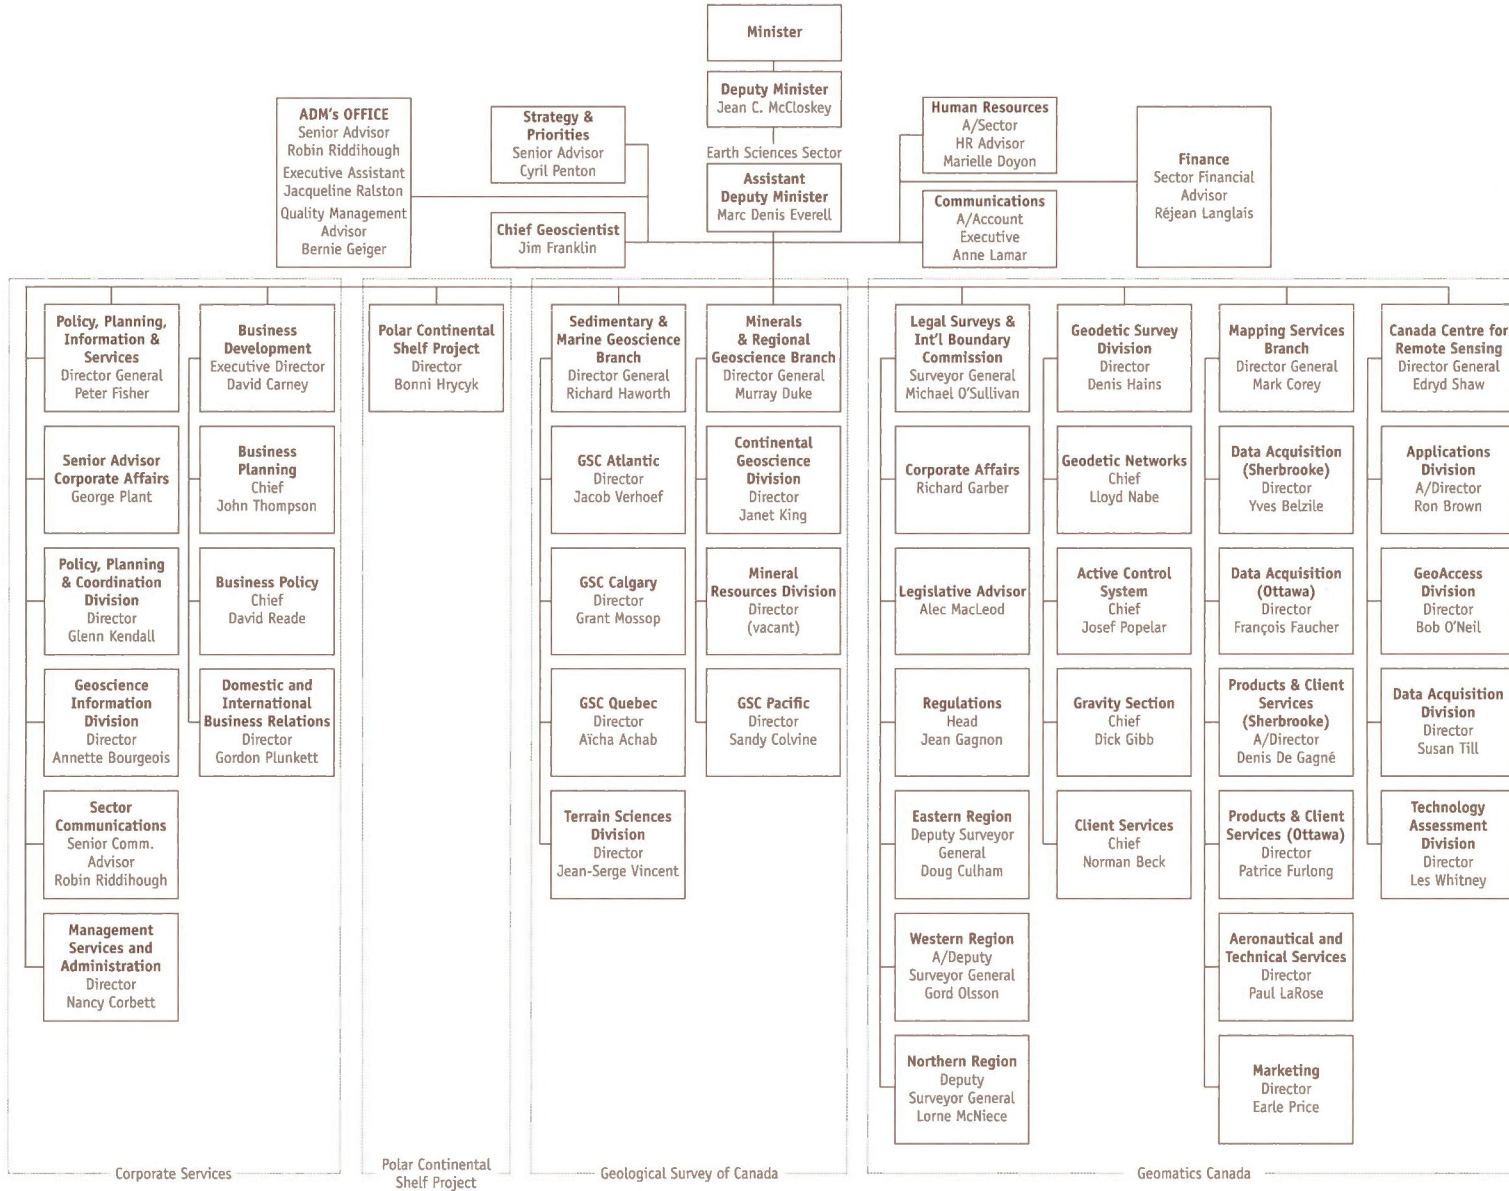 Minister
Deputy Minister
Jean C. McCloskey
Earth Sciences Sector
Assistant
Deputy Minister
Marc Denis Everell
ADM's OFFICE
Senior Advisor
Robin Riddihough
Executive Assistant
Jacqueline Ralston
Quality Management
Advisor
Bernie Geiger
Strategy &
Priorities
Senior Advisor
Cyril Penton
Chief Geoscientist
Jim Franklin
Human Resources
A/Sector
HR Advisor
Marielle Doyon
Communications
A/Account
Executive
Anne Lamar
Finance
Sector Financial
Advisor
Réjean Langlais
Policy, Planning,
Information &
Services
Director General
Peter Fisher
Senior Advisor
Corporate Affairs
George Plant
Policy, Planning
& Coordination
Division
Director
Glenn Kendall
Geoscience
Information
Division
Director
Annette Bourgeois
Sector
Communications
Senior Comm.
Advisor
Robin Riddihough
Management
Services and
Administration
Director
Nancy Corbett
Business
Development
Executive Director
David Carney
Business
Planning
Chief
John Thompson
Business Policy
Chief
David Reade
Domestic and
International
Business Relations
Director
Gordon Plunkett
Corporate Services
Polar Continental
Shelf Project
Director
Bonni Hrycyk
Polar Continental
Shelf Project
Sedimentary &
Marine Geoscience
Branch
Director General
Richard Haworth
GSC Atlantic
Director
Jacob Verhoef
GSC Calgary
Director
Grant Mossop
GSC Quebec
Director
Aïcha Achab
Terrain Sciences
Division
Director
Jean-Serge Vincent
Minerals
& Regional
Geoscience Branch
Director General
Murray Duke
Continental
Geoscience
Division
Director
Janet King
Mineral
Resources Division
Director
(vacant)
GSC Pacific
Director
Sandy Colvine
Geological Survey of Canada
Legal Surveys &
Int'l Boundary
Commission
Surveyor General
Michael O'Sullivan
Corporate Affairs
Richard Garber
Legislative Advisor
Alec MacLeod
Regulations
Head
Jean Gagnon
Eastern Region
Deputy Surveyor
General
Doug Culham
Western Region
A/Deputy
Surveyor General
Gord Olsson
Northern Region
Deputy
Surveyor General
Lorne McNiece
Geodetic Survey
Division
Director
Denis Hains
Geodetic Networks
Chief
Lloyd Nabe
Active Control
System
Chief
Josef Popelar
Gravity Section
Chief
Dick Gibb
Client Services
Chief
Norman Beck
Mapping Services
Branch
Director General
Mark Corey
Data Acquisition
(Sherbrooke)
Director
Yves Belzile
Data Acquisition
(Ottawa)
Director
François Faucher
Products & Client
Services
(Sherbrooke)
A/Director
Denis De Gagné
Products & Client
Services (Ottawa)
Director
Patrice Furlong
Aeronautical and
Technical Services
Director
Paul LaRose
Marketing
Director
Earle Price
Canada Centre for
Remote Sensing
Director General
Edryd Shaw
Applications
Division
A/Director
Ron Brown
GeoAccess
Division
Director
Bob O'Neil
Data Acquisition
Division
Director
Susan Till
Technology
Assessment
Division
Director
Les Whitney
Geomatics Canada